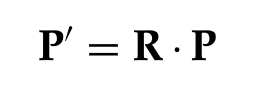 P′ = R · P